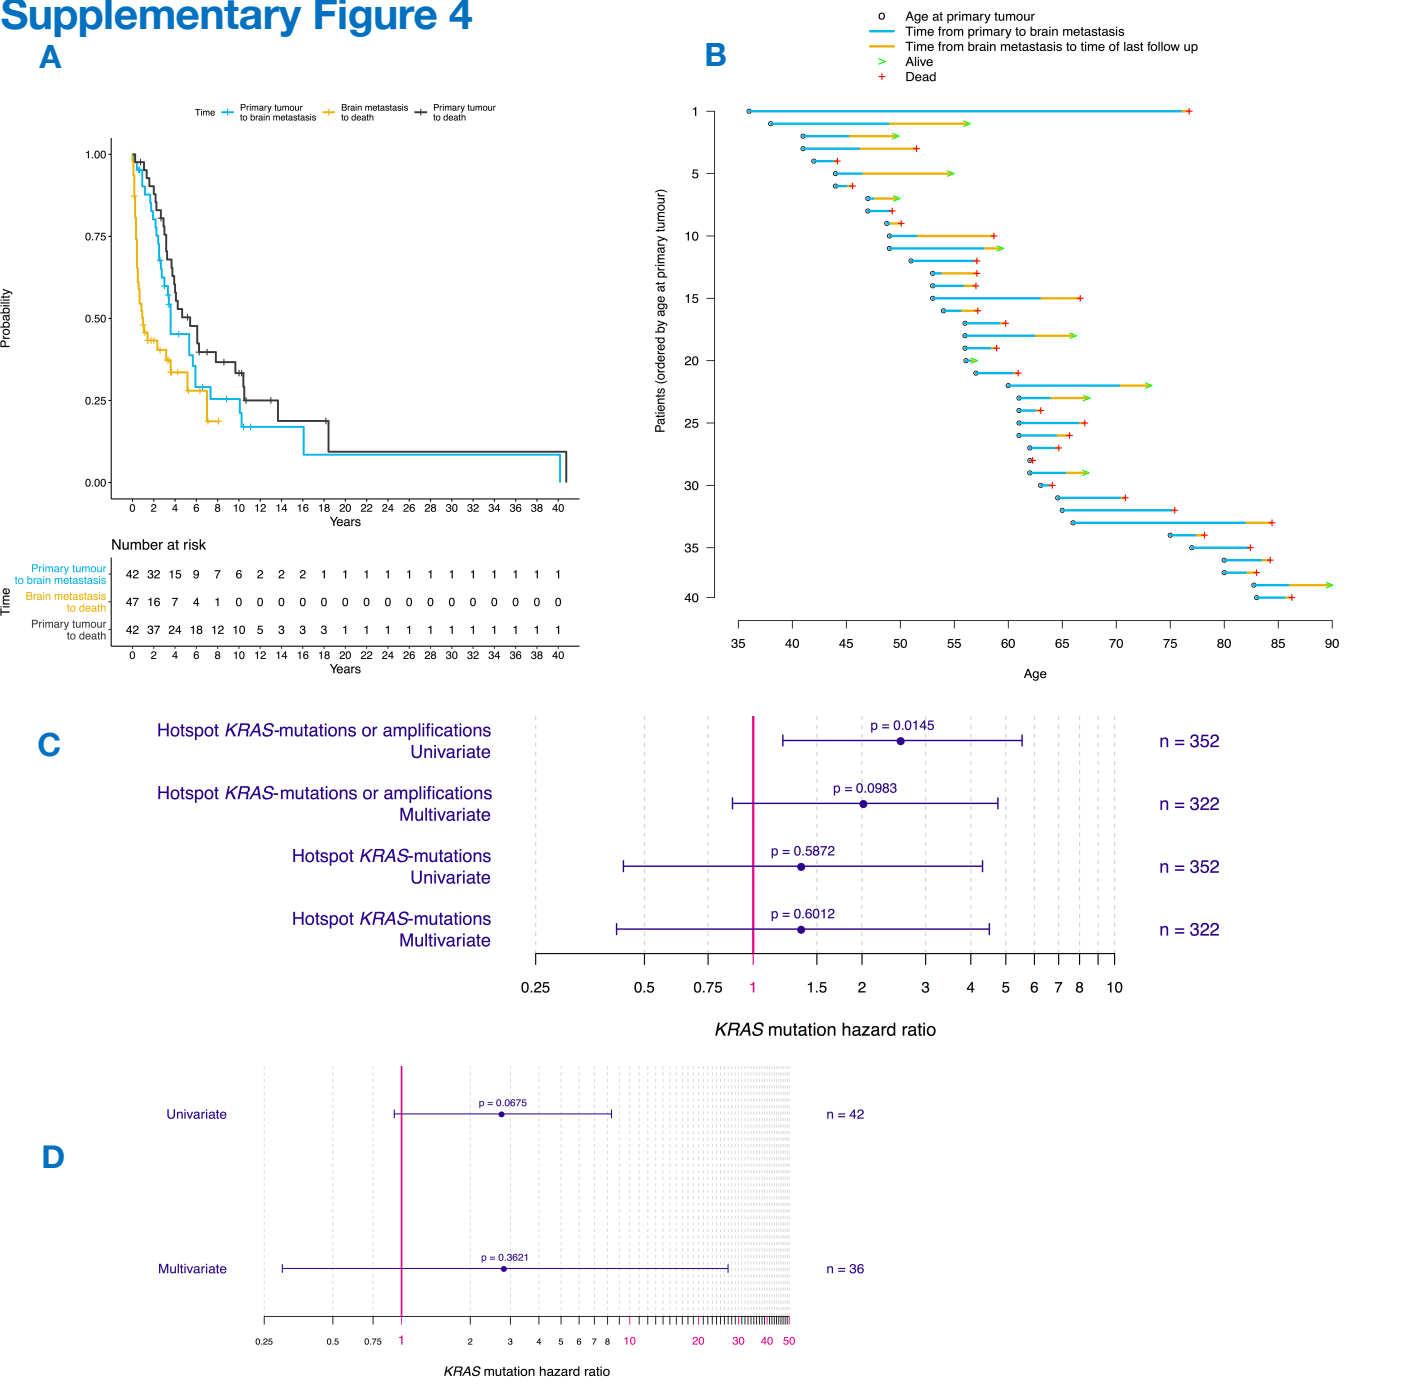 Supplementary Figure 4
A
Time
Primary tumour
to brain metastasis
Brain metastasis
to death
Primary tumour
to death
Probability
1.00
0.75
0.50
0.25
0.00
0 2 4 6 8 10 12 14 16 18 20 22 24 26 28 30 32 34 36 38 40
Years
Number at risk
Time
Primary tumour
to brain metastasis
42 32 15 9 7 6 2 2 2 1 1 1 1 1 1 1 1 1 1 1 1
Brain metastasis
to death
47 16 7 4 1 0 0 0 0 0 0 0 0 0 0 0 0 0 0 0 0
Primary tumour
to death
42 37 24 18 12 10 5 3 3 3 1 1 1 1 1 1 1 1 1 1 1
0 2 4 6 8 10 12 14 16 18 20 22 24 26 28 30 32 34 36 38 40
Years
B
Age at primary tumour
Time from primary to brain metastasis
Time from brain metastasis to time of last follow up
Alive
Dead
Patients (ordered by age at primary tumour)
1
5
10
15
20
25
30
35
40
35 40 45 50 55 60 65 70 75 80 85 90
Age
C
Hotspot KRAS-mutations or amplifications
Univariate
p = 0.0145
n = 352
Hotspot KRAS-mutations or amplifications
Multivariate
p = 0.0983
n = 322
Hotspot KRAS-mutations
Univariate
p = 0.5872
n = 352
Hotspot KRAS-mutations
Multivariate
p = 0.6012
n = 322
0.25 0.5 0.75 1 1.5 2 3 4 5 6 7 8 10
KRAS mutation hazard ratio
D
Univariate
p = 0.0675
n = 42
Multivariate
p = 0.3621
n = 36
0.25 0.5 0.75 1 2 3 4 5 6 7 8 10 20 30 40 50
KRAS mutation hazard ratio